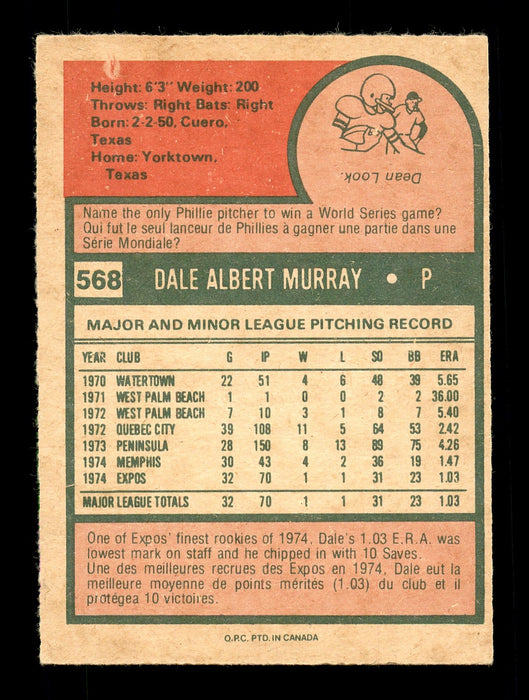 Height: 6'3" Weight: 200
Throws: Right Bats: Right
Born: 2-2-50, Cuero,
Texas
Home: Yorktown,
Texas
Dean Look.
Name the only Phillie pitcher to win a World Series game?
Qui fut le seul lanceur de Phillies à gagner une partie dans une
Série Mondiale?
568 DALE ALBERT MURRAY • P
MAJOR AND MINOR LEAGUE PITCHING RECORD
YEAR CLUB G IP W L SO BB ERA
1970 WATERTOWN 22 51 4 6 48 39 5.65
1971 WEST PALM BEACH 1 1 0 0 2 2 36.00
1972 WEST PALM BEACH 7 10 3 1 8 7 5.40
1972 QUEBEC CITY 39 108 11 5 64 53 2.42
1973 PENINSULA 28 150 8 13 89 75 4.26
1974 MEMPHIS 30 43 4 2 36 19 1.47
1974 EXPOS 32 70 1 1 31 23 1.03
MAJOR LEAGUE TOTALS 32 70 1 1 31 23 1.03
One of Expos' finest rookies of 1974, Dale's 1.03 E.R.A. was
lowest mark on staff and he chipped in with 10 Saves.
Une des meilleures recrues des Expos en 1974, Dale eut la
meilleure moyenne de points mérités (1.03) du club et il
protégea 10 victoires.
O.P.C. PTD. IN CANADA